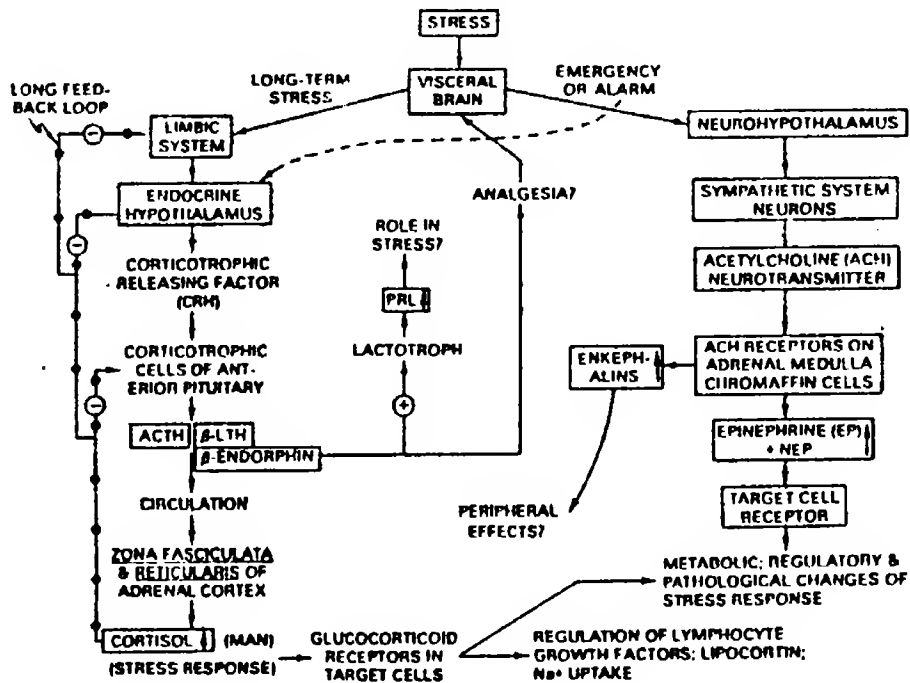 STRESS
VISCERAL
BRAIN
LONG-TERM
STRESS
EMERGENCY
OR ALARM
LONG FEED-
BACK LOOP
LIMBIC
SYSTEM
ENDOCRINE
HYPOTHALAMUS
CORTICOTROPHIC
RELEASING FACTOR
(CRH)
CORTICOTROPHIC
CELLS OF ANT-
ERIOR PITUITARY
ACTH
β-LTH
β-ENDORPHIN
CIRCULATION
ZONA FASCICULATA
& RETICULARIS OF
ADRENAL CORTEX
CORTISOL (MAN)
(STRESS RESPONSE)
ROLE IN
STRESS?
PRL
LACTOTROPH
+
ANALGESIA?
NEUROHYPOTHALAMUS
SYMPATHETIC SYSTEM
NEURONS
ACETYLCHOLINE (ACH)
NEUROTRANSMITTER
ACH RECEPTORS ON
ADRENAL MEDULLA
CHROMAFFIN CELLS
ENKEPH-
ALINS
PERIPHERAL
EFFECTS?
EPINEPHRINE (EP)
+ NEP
TARGET CELL
RECEPTOR
METABOLIC; REGULATORY &
PATHOLOGICAL CHANGES OF
STRESS RESPONSE
GLUCOCORTICOID
RECEPTORS IN
TARGET CELLS
REGULATION OF LYMPHOCYTE
GROWTH FACTORS; LIPOCORTIN;
Na+ UPTAKE